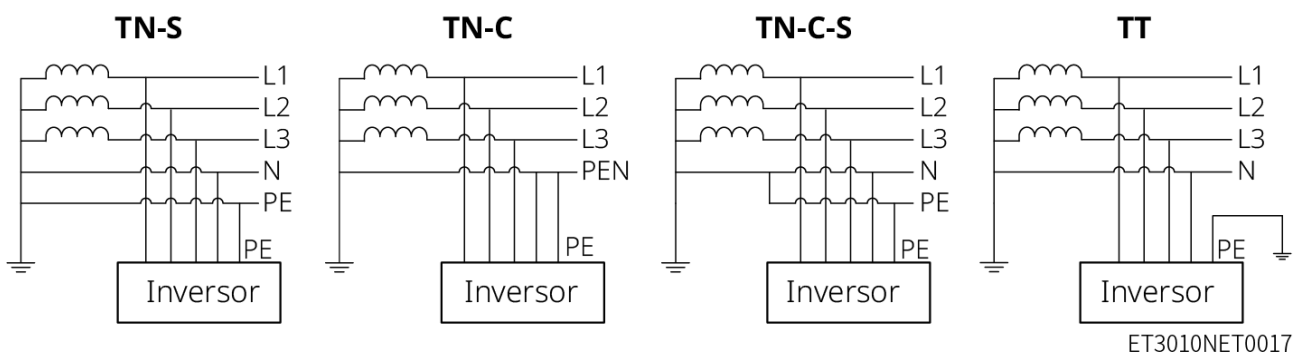 TN-S
TN-C
TN-C-S
TT
L1
L2
L3
N
PE
PE
Inversor
L1
L2
L3
PEN
PE
Inversor
L1
L2
L3
N
PE
PE
Inversor
L1
L2
L3
N
PE
Inversor
ET3010NET0017